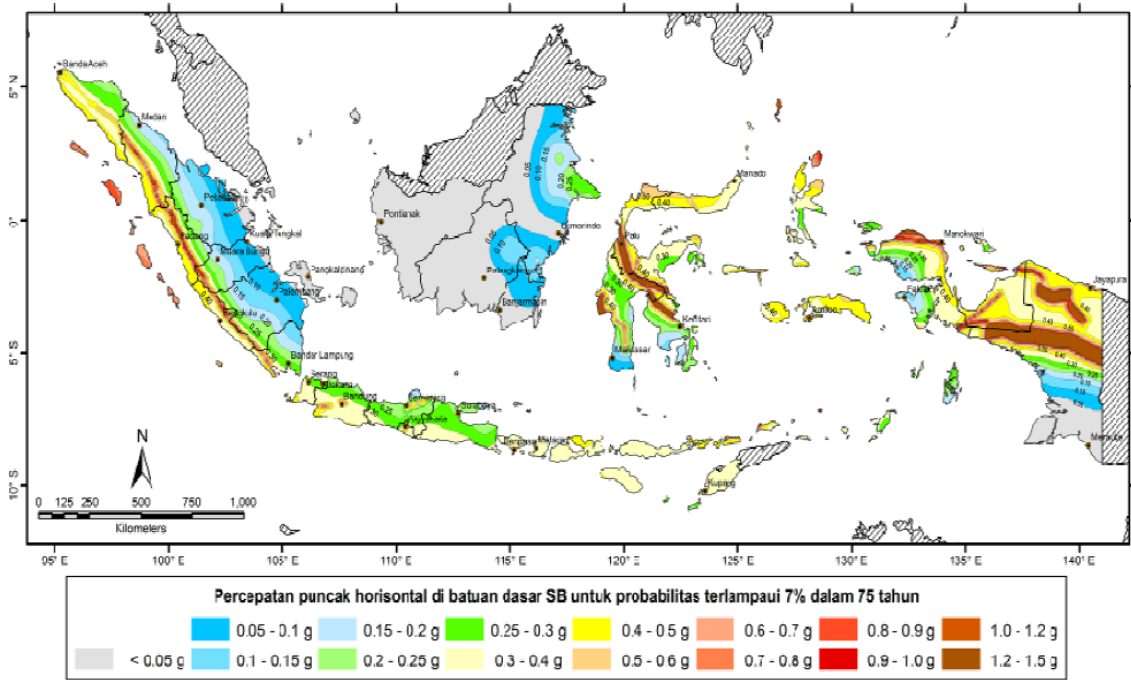 Banda Aceh
Medan
Manado
Pontianak
Kuala Tungkal
Samarinda
Palu
Manokwari
Padang
Muara Bungo
Pangkalpinang
Palangkaraya
Jayapura
Palembang
Banjarmasin
Bengkulu
Kendari
Ambon
Makassar
Bandar Lampung
Serang
Jakarta
Bandung
Semarang
Surabaya
Yogyakarta
Denpasar
Mataram
Kupang
Merauke
5° N
0°
5° S
10° S
N
0 125 250 500 750 1,000
Kilometers
95° E 100° E 105° E 110° E 115° E 120° E 125° E 130° E 135° E 140° E
Percepatan puncak horisontal di batuan dasar SB untuk probabilitas terlampaui 7% dalam 75 tahun
0.05 - 0.1 g 0.15 - 0.2 g 0.25 - 0.3 g 0.4 - 0.5 g 0.6 - 0.7 g 0.8 - 0.9 g 1.0 - 1.2 g
< 0.05 g 0.1 - 0.15 g 0.2 - 0.25 g 0.3 - 0.4 g 0.5 - 0.6 g 0.7 - 0.8 g 0.9 - 1.0 g 1.2 - 1.5 g